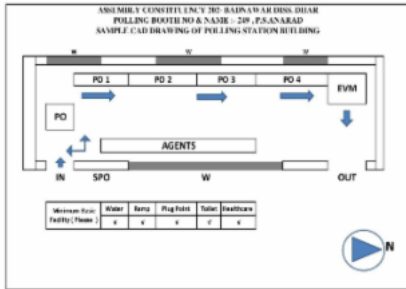 ASSEMBLY CONSTITUENCY 202- BADNAWAR DISS. DHAR
POLLING BOOTH NO & NAME :- 249 , P.S.ANARAD
SAMPLE CAD DRAWING OF POLLING STATION BUILDING
W W W
PO 1 PO 2 PO 3 PO 4 EVM
PO
AGENTS
IN SPO W OUT
Minimum Basic Facility ( Please ) Water Ramp Plug Point Toilet Healthcare
√ √ √ √ √
N